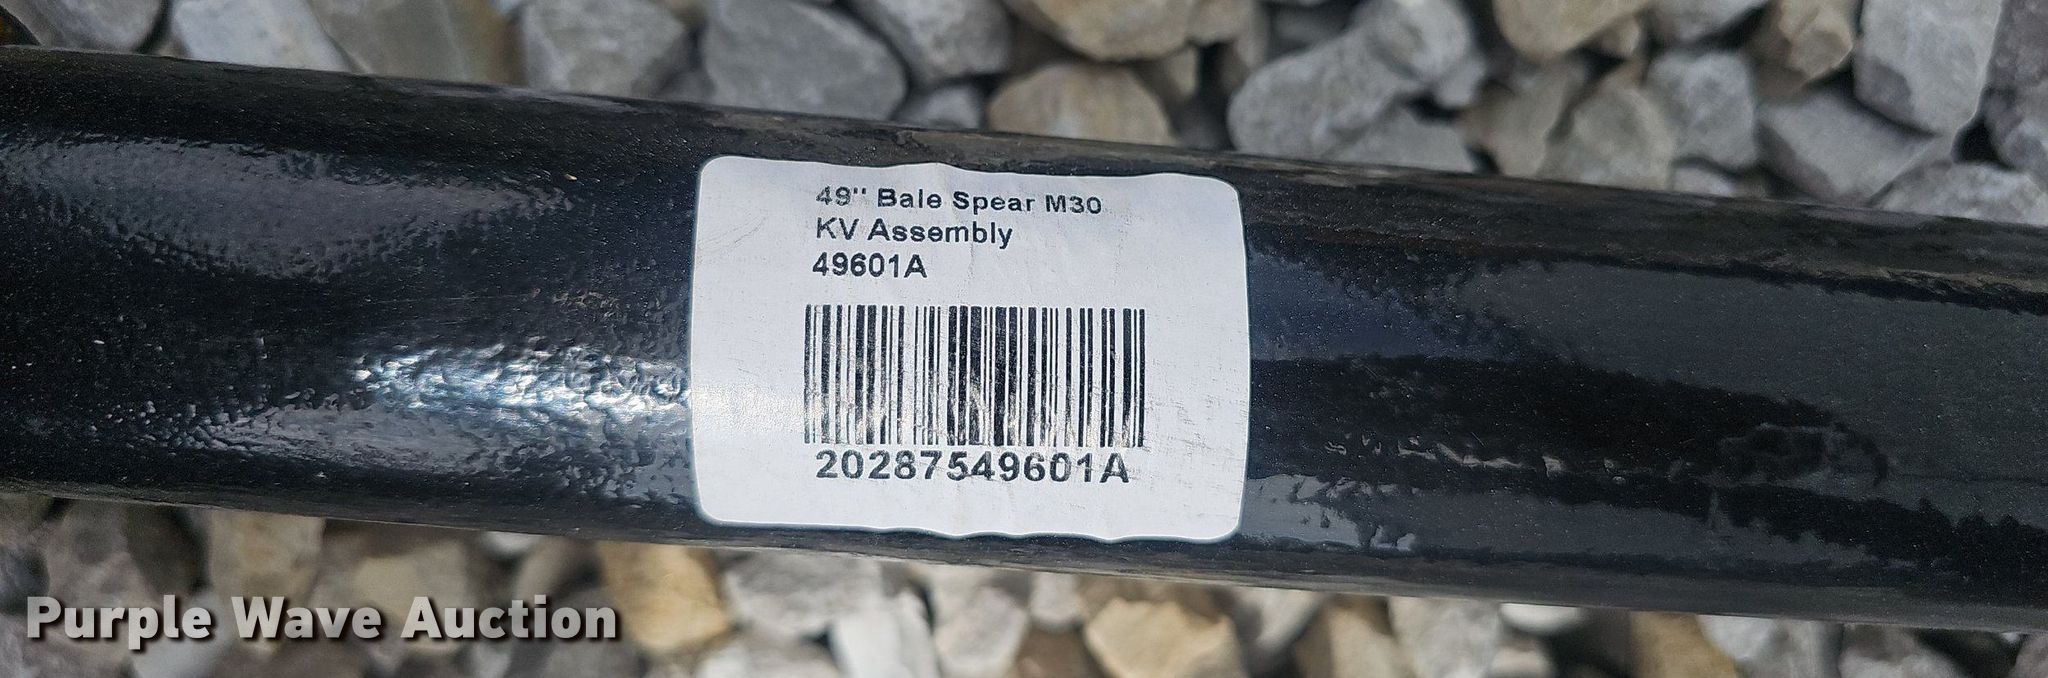 49" Bale Spear M30
KV Assembly
49601A
20287549601A
Purple Wave Auction